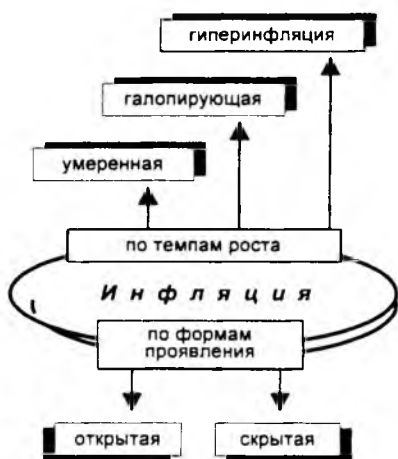 гиперинфляция
галопирующая
умеренная
по темпам роста
Инфляция
по формам
проявления
открытая
скрытая